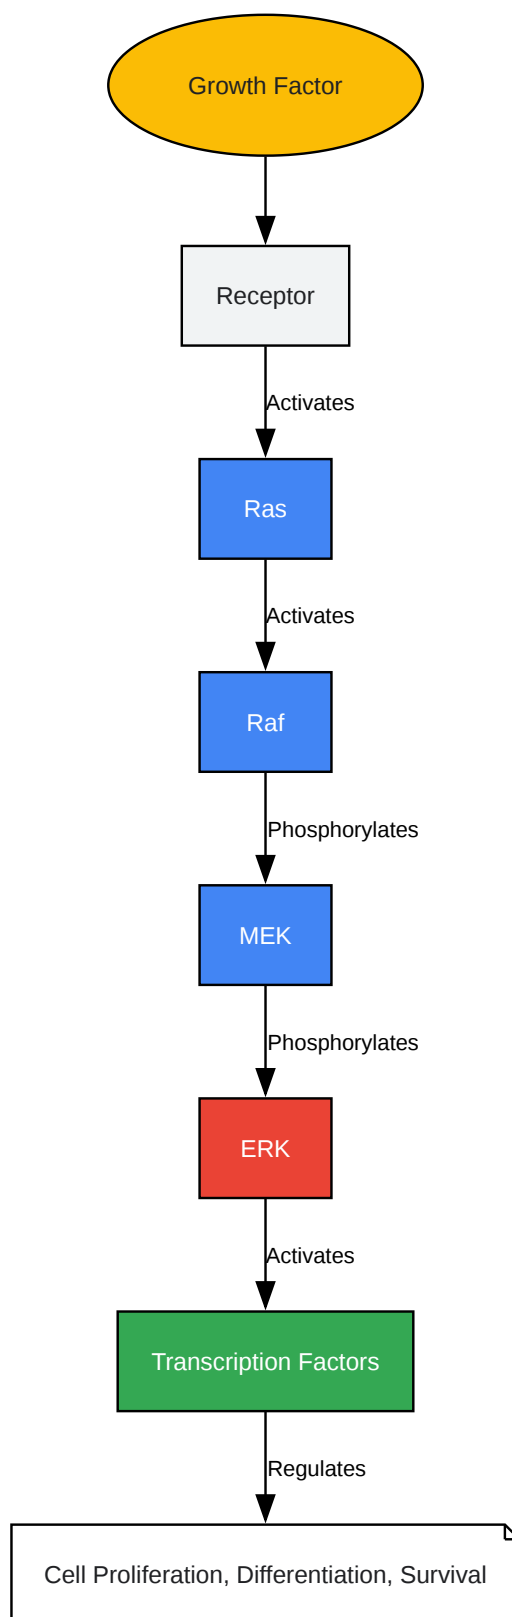 Growth Factor
Receptor
Activates
Ras
Activates
Raf
Phosphorylates
MEK
Phosphorylates
ERK
Activates
Transcription Factors
Regulates
Cell Proliferation, Differentiation, Survival